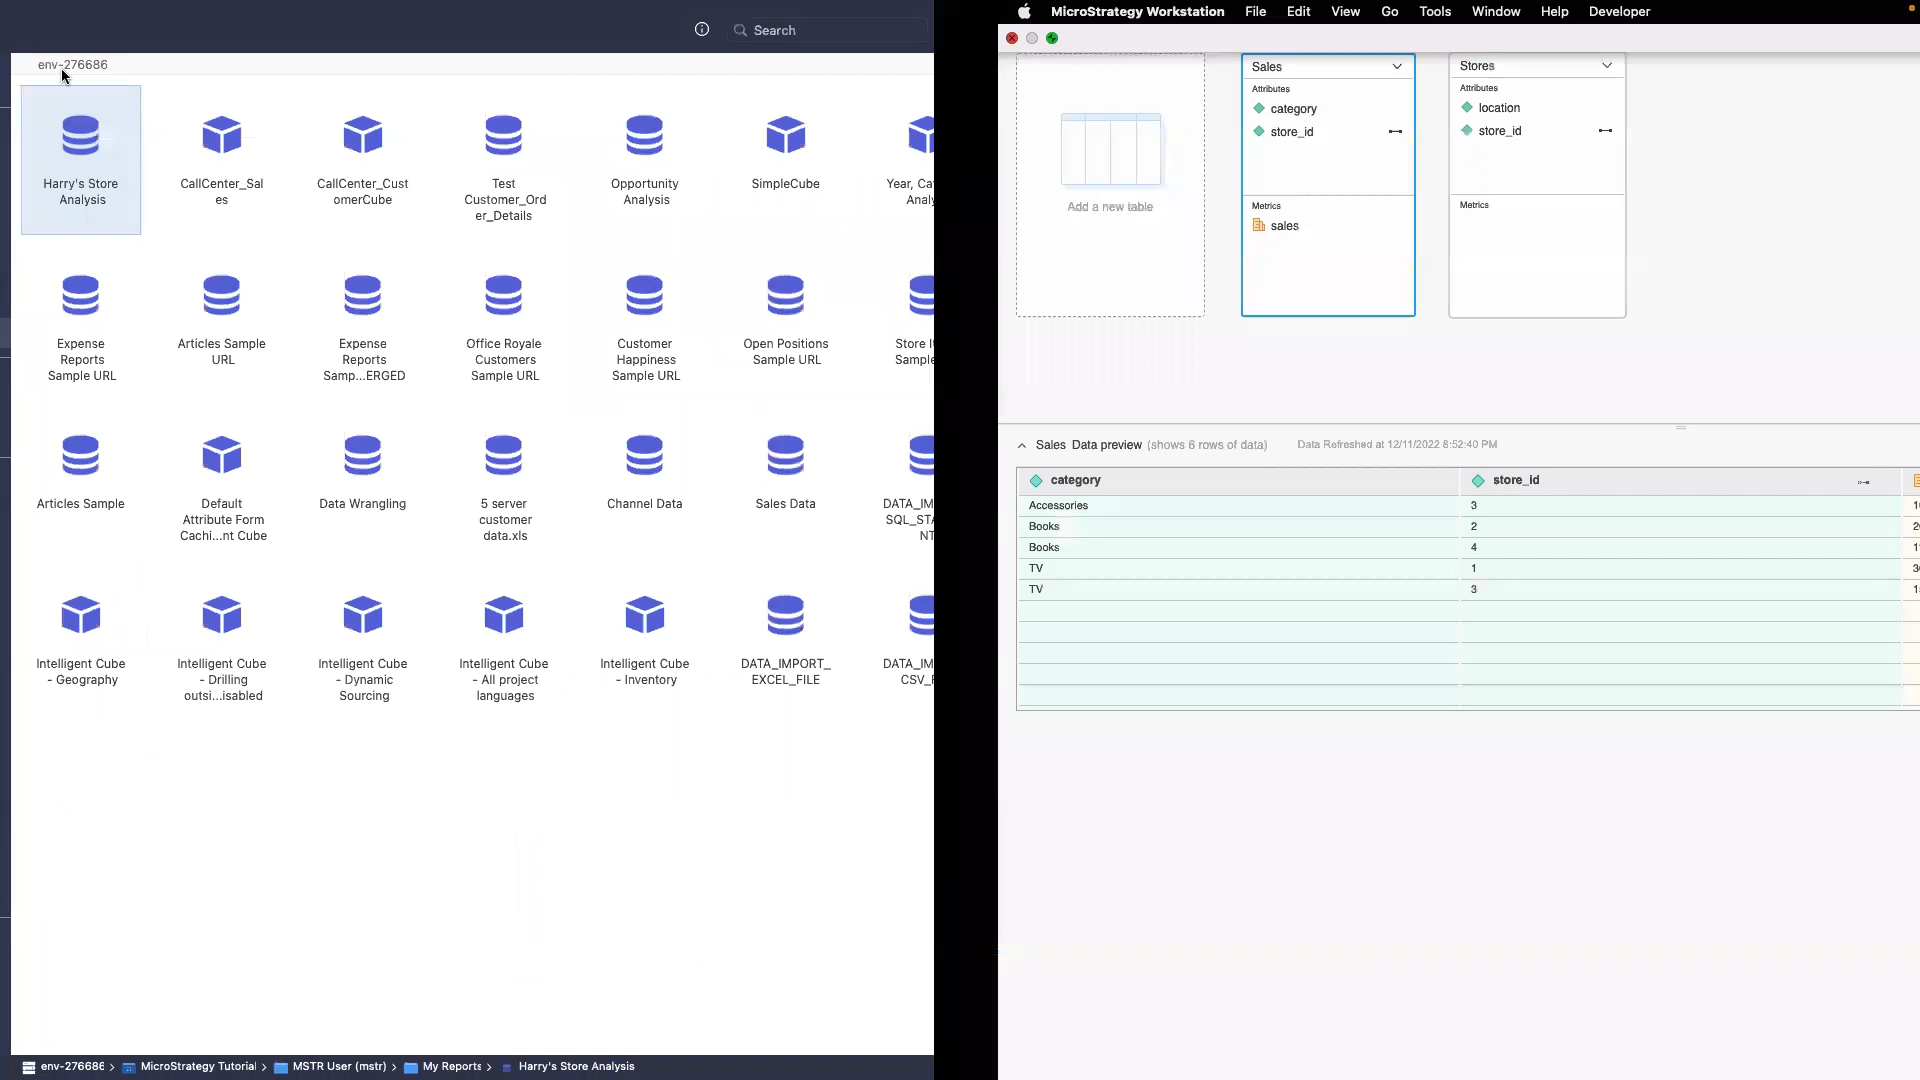 Search
env-276686
Harry's Store
Analysis
CallCenter_Sal
es
CallCenter_Cust
omerCube
Test
Customer_Ord
er_Details
Opportunity
Analysis
SimpleCube
Expense
Reports
Sample URL
Articles Sample
URL
Expense
Reports
Samp...ERGED
Office Royale
Customers
Sample URL
Customer
Happiness
Sample URL
Open Positions
Sample URL
Store
Articles Sample
Default
Attribute Form
Cachi...nt Cube
Data Wrangling
5 server
customer
data.xls
Channel Data
Sales Data
Intelligent Cube
- Geography
Intelligent Cube
- Drilling
outsi...isabled
Intelligent Cube
- Dynamic
Sourcing
Intelligent Cube
- All project
languages
Intelligent Cube
- Inventory
DATA_IMPORT_
EXCEL_FILE
env-276686 > MicroStrategy Tutorial > MSTR User (mstr) > My Reports > Harry's Store Analysis
MicroStrategy Workstation File Edit View Go Tools Window Help Developer
Add a new table
Sales
Attributes
category
store_id
Metrics
sales
Stores
Attributes
location
store_id
Metrics
Sales Data preview (shows 6 rows of data) Data Refreshed at 12/11/2022 8:52:40 PM
category store_id
Accessories 3
Books 2
Books 4
TV 1
TV 3